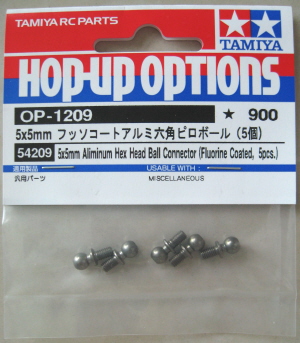 TAMIYA RC PARTS
TAMIYA
HOP-UP OPTIONS
OP-1209 ★ 900
5x5mm フッソコートアルミ六角ピロボール (5個)
54209 5x5mm Aliminum Hex Head Ball Connector (Fluorine Coated, 5pcs.)
適用製品 USABLE WITH:
汎用パーツ MISCELLANEOUS